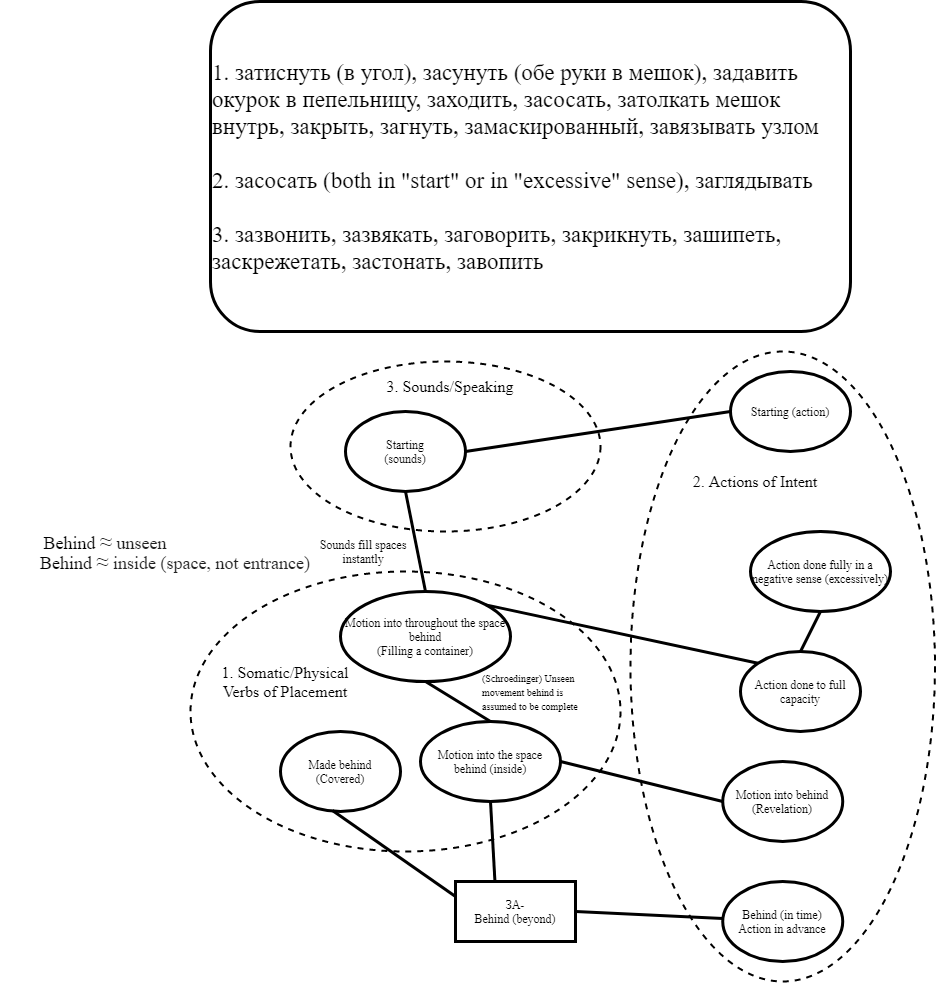 1. затиснуть (в угол), засунуть (обе руки в мешок), задавить
окурок в пепельницу, заходить, засосать, затолкать мешок
внутрь, закрыть, загнуть, замаскированный, завязывать узлом
2. засосать (both in "start" or in "excessive" sense), заглядывать
3. зазвонить, зазвякать, заговорить, закрикнуть, зашипеть,
заскрежетать, застонать, завопить
3. Sounds/Speaking
Starting
(sounds)
Starting (action)
2. Actions of Intent
Behind ≈ unseen
Behind ≈ inside (space, not entrance)
Sounds fill spaces
instantly
Action done fully in a
negative sense (excessively)
Motion into throughout the space
behind
(Filling a container)
1. Somatic/Physical
Verbs of Placement
(Schroedinger) Unseen
movement behind is
assumed to be complete
Action done to full
capacity
Made behind
(Covered)
Motion into the space
behind (inside)
Motion into behind
(Revelation)
ЗА-
Behind (beyond)
Behind (in time)
Action in advance